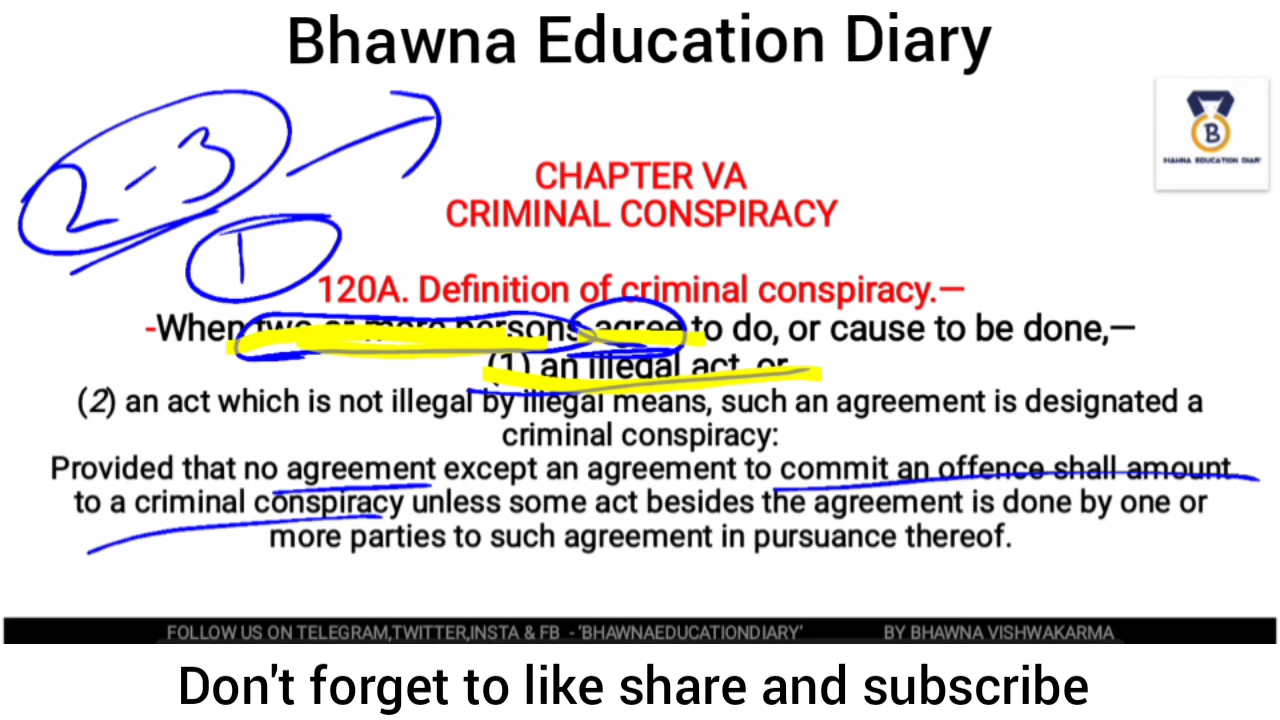 Bhawna Education Diary
2-3
B
CHAPTER VA
CRIMINAL CONSPIRACY
1
120A. Definition of criminal conspiracy.—
-When two or more persons agree to do, or cause to be done,—
(1) an illegal act, or
(2) an act which is not illegal by illegal means, such an agreement is designated a
criminal conspiracy:
Provided that no agreement except an agreement to commit an offence shall amount
to a criminal conspiracy unless some act besides the agreement is done by one or
more parties to such agreement in pursuance thereof.
FOLLOW US ON TELEGRAM,TWITTER,INSTA & FB - 'BHAWNAEDUCATIONDIARY' BY BHAWNA VISHWAKARMA
Don't forget to like share and subscribe